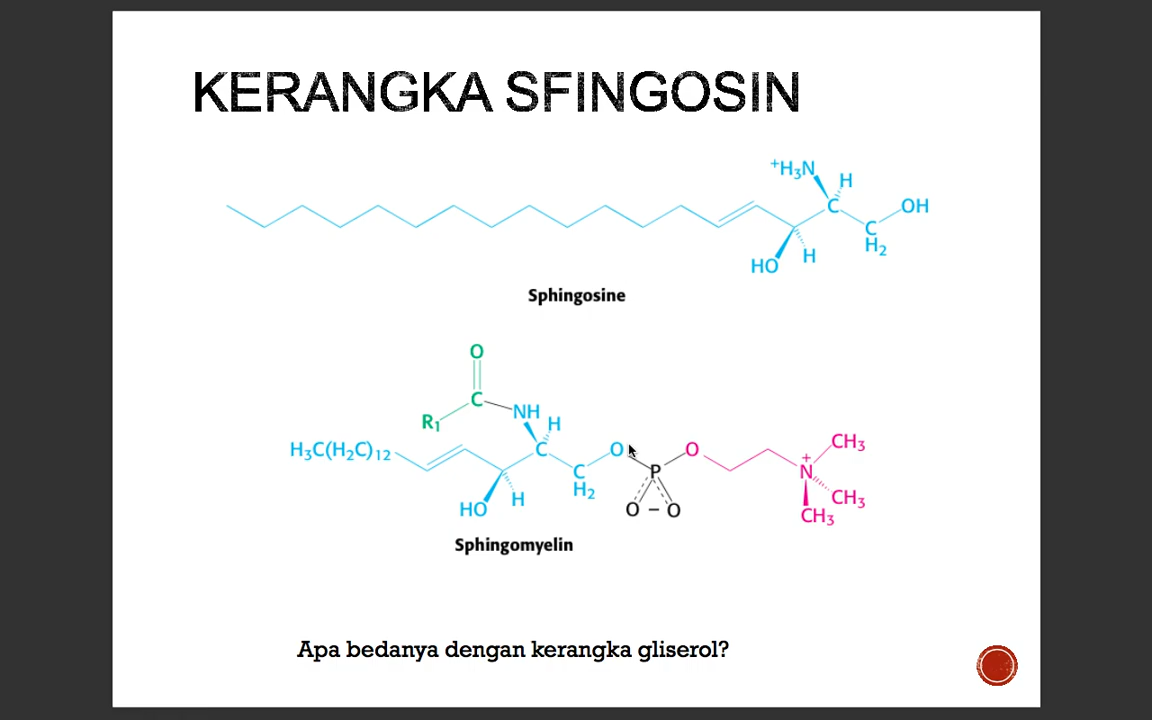 KERANGKA SFINGOSIN
⁺H₃N
H
C
OH
C
H₂
HO
H
Sphingosine
O
C
NH
R₁
H
H₃C(H₂C)₁₂
C
O
O
CH₃
C
H₂
P
N
+
HO
H
O – O
CH₃
CH₃
Sphingomyelin
Apa bedanya dengan kerangka gliserol?